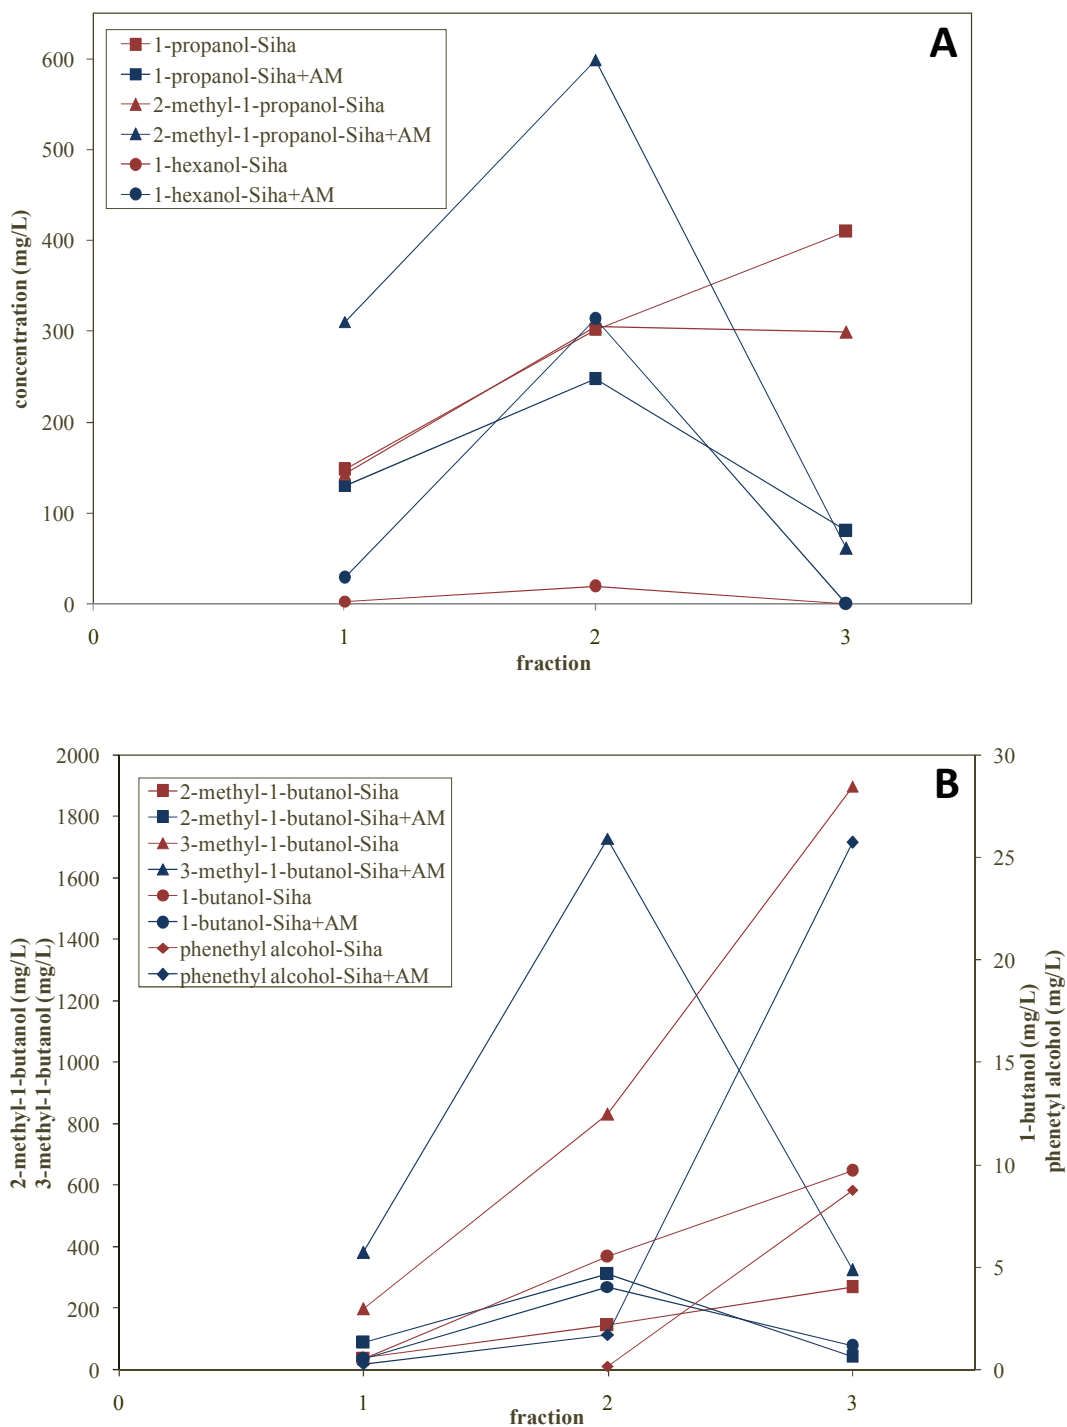 A
1-propanol-Siha
1-propanol-Siha+AM
2-methyl-1-propanol-Siha
2-methyl-1-propanol-Siha+AM
1-hexanol-Siha
1-hexanol-Siha+AM
concentration (mg/L)
600
500
400
300
200
100
0
0 1 2 3
fraction
B
2-methyl-1-butanol-Siha
2-methyl-1-butanol-Siha+AM
3-methyl-1-butanol-Siha
3-methyl-1-butanol-Siha+AM
1-butanol-Siha
1-butanol-Siha+AM
phenethyl alcohol-Siha
phenethyl alcohol-Siha+AM
2-methyl-1-butanol (mg/L)
3-methyl-1-butanol (mg/L)
2000
1800
1600
1400
1200
1000
800
600
400
200
0
30
25
20
15
10
5
0
1-butanol (mg/L)
phenetyl alcohol (mg/L)
0 1 2 3
fraction